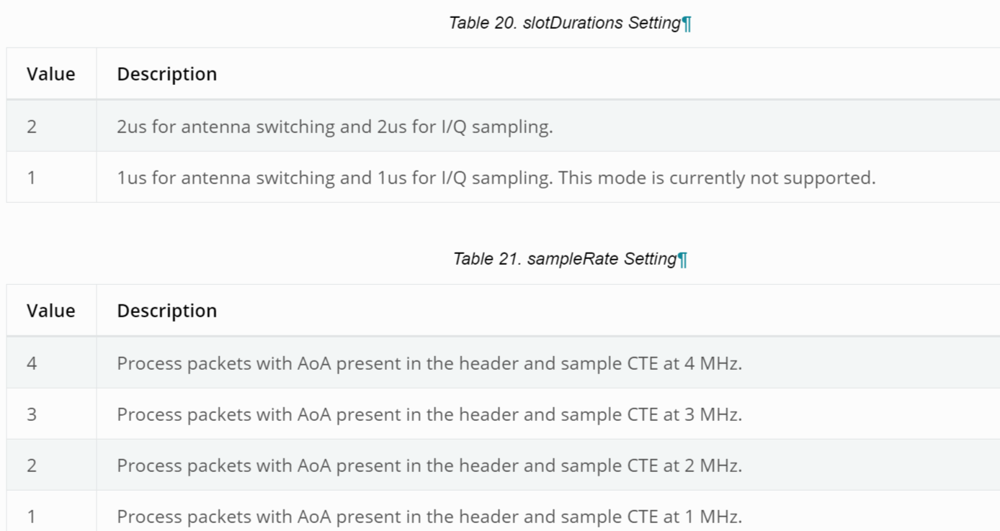 Table 20. slotDurations Setting¶
Value Description
2 2us for antenna switching and 2us for I/Q sampling.
1 1us for antenna switching and 1us for I/Q sampling. This mode is currently not supported.
Table 21. sampleRate Setting¶
Value Description
4 Process packets with AoA present in the header and sample CTE at 4 MHz.
3 Process packets with AoA present in the header and sample CTE at 3 MHz.
2 Process packets with AoA present in the header and sample CTE at 2 MHz.
1 Process packets with AoA present in the header and sample CTE at 1 MHz.